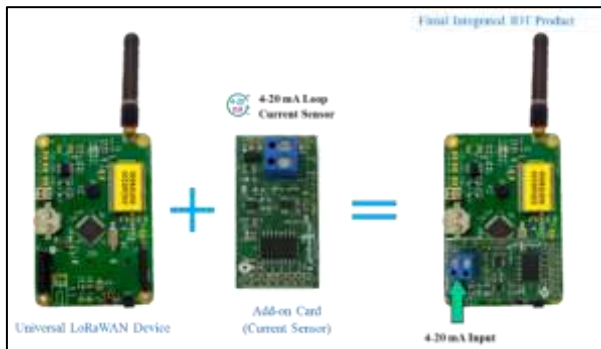 Finial Integrated IOT Product
4-20 mA Loop
Current Sensor
Universal LoRaWAN Device
Add-on Card
(Current Sensor)
4-20 mA Input